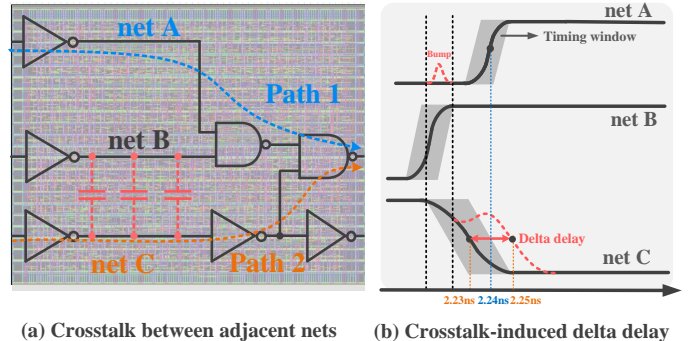 net A
Path 1
net B
net C
Path 2
(a) Crosstalk between adjacent nets
net A
Bump
Timing window
net B
Delta delay
net C
2.23ns 2.24ns 2.25ns
(b) Crosstalk-induced delta delay